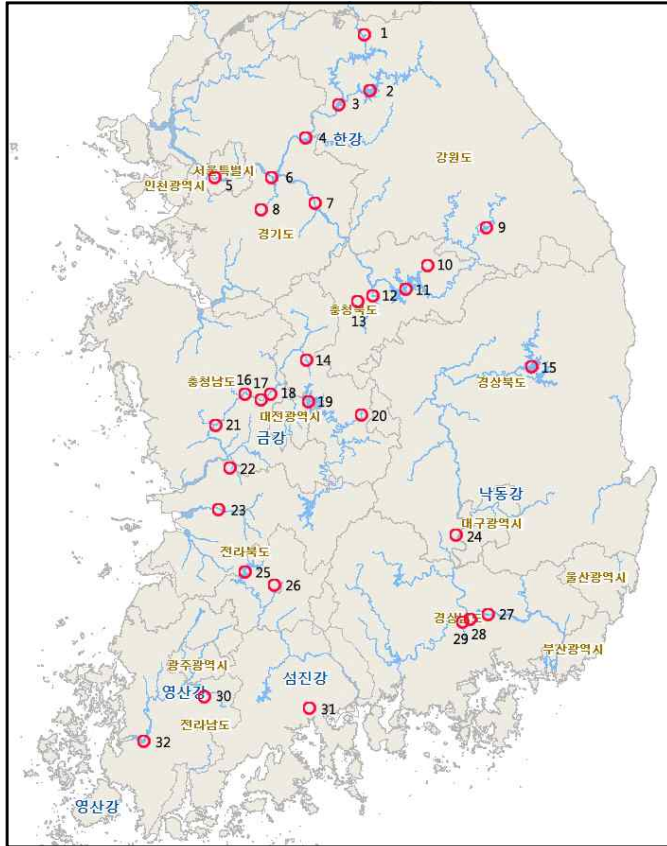 1
2
3
4
한강
강원도
서울특별시
인천광역시
5
6
7
8
경기도
9
10
11
12
충청북도
13
14
15
경상북도
16
17
18
충청남도
19
대전광역시
20
21
금강
22
낙동강
23
24
대구광역시
전라북도
25
26
울산광역시
27
경상남도
28
29
부산광역시
광주광역시
섬진강
영산강
30
31
전라남도
32
영산강